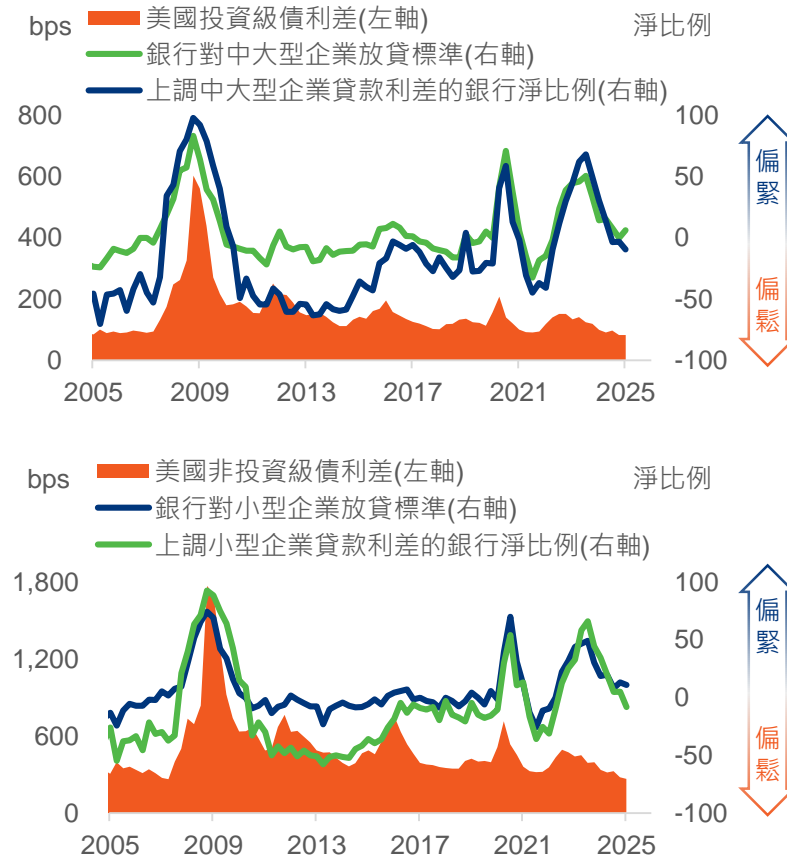 bps
美國投資級債利差(左軸)
淨比例
銀行對中大型企業放貸標準(右軸)
上調中大型企業貸款利差的銀行淨比例(右軸)
800
600
400
200
0
100
50
0
-50
-100
偏緊
偏鬆
2005 2009 2013 2017 2021 2025
bps
美國非投資級債利差(左軸)
淨比例
銀行對小型企業放貸標準(右軸)
上調小型企業貸款利差的銀行淨比例(右軸)
1,800
1,200
600
0
100
50
0
-50
-100
偏緊
偏鬆
2005 2009 2013 2017 2021 2025